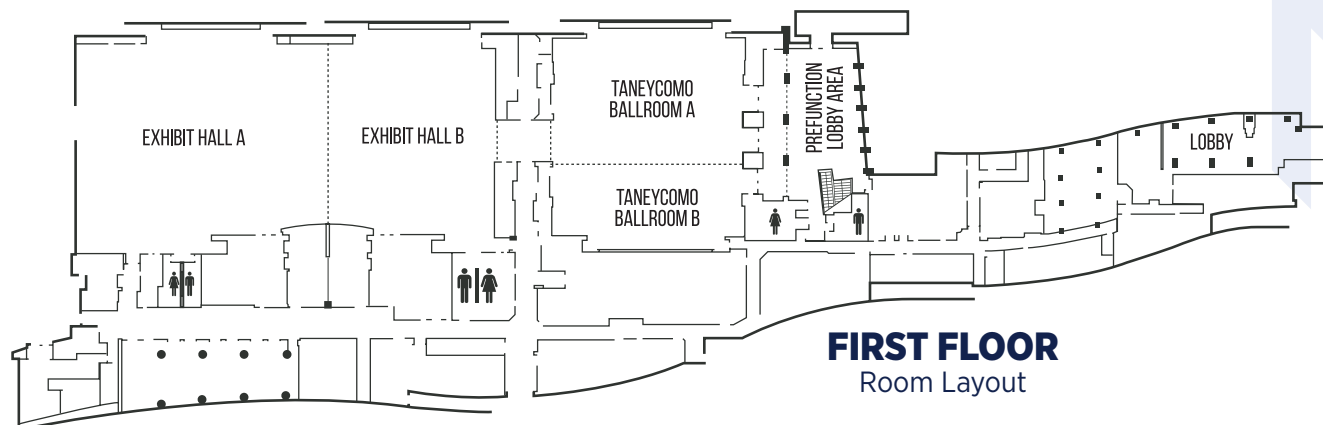 EXHIBIT HALL A
EXHIBIT HALL B
TANEYCOMO
BALLROOM A
TANEYCOMO
BALLROOM B
PREFUNCTION
LOBBY AREA
LOBBY
FIRST FLOOR
Room Layout